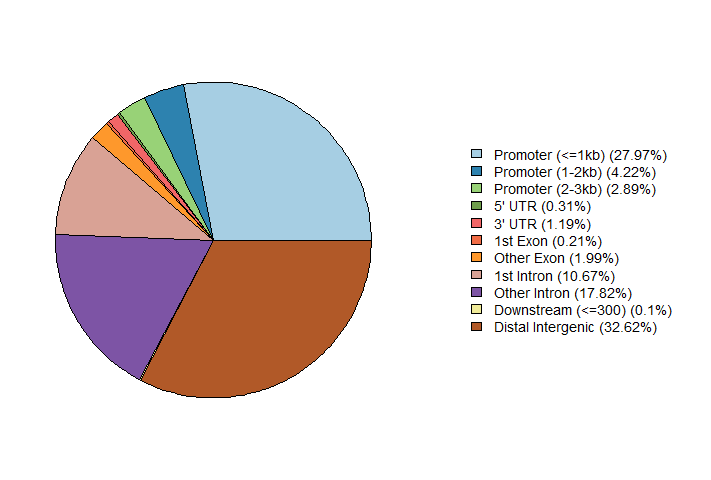 Promoter (<=1kb) (27.97%)
Promoter (1-2kb) (4.22%)
Promoter (2-3kb) (2.89%)
5' UTR (0.31%)
3' UTR (1.19%)
1st Exon (0.21%)
Other Exon (1.99%)
1st Intron (10.67%)
Other Intron (17.82%)
Downstream (<=300) (0.1%)
Distal Intergenic (32.62%)